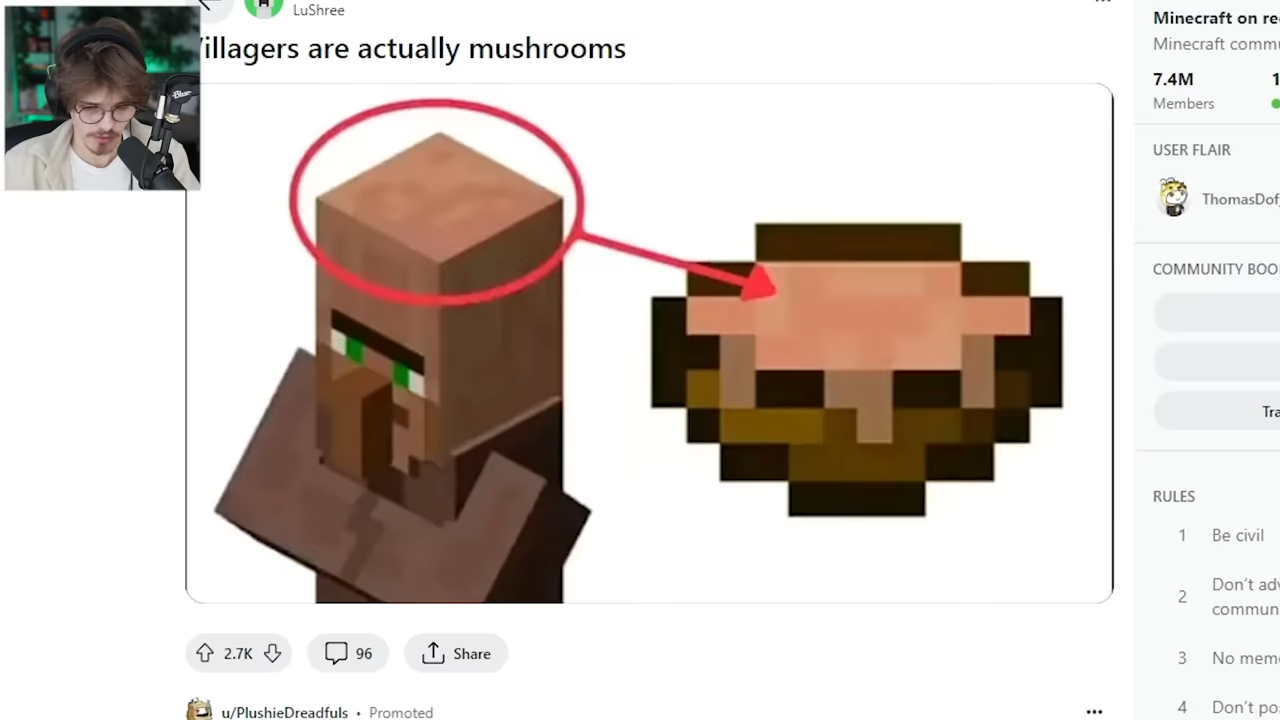 LuShree
Villagers are actually mushrooms
2.7K
96
Share
u/PlushieDreadfuls • Promoted
Minecraft on re
Minecraft comm
7.4M
1
Members
USER FLAIR
ThomasDof
COMMUNITY BOO
Tra
RULES
1 Be civil
2 Don't adv
commun
3 No mem
4 Don't po